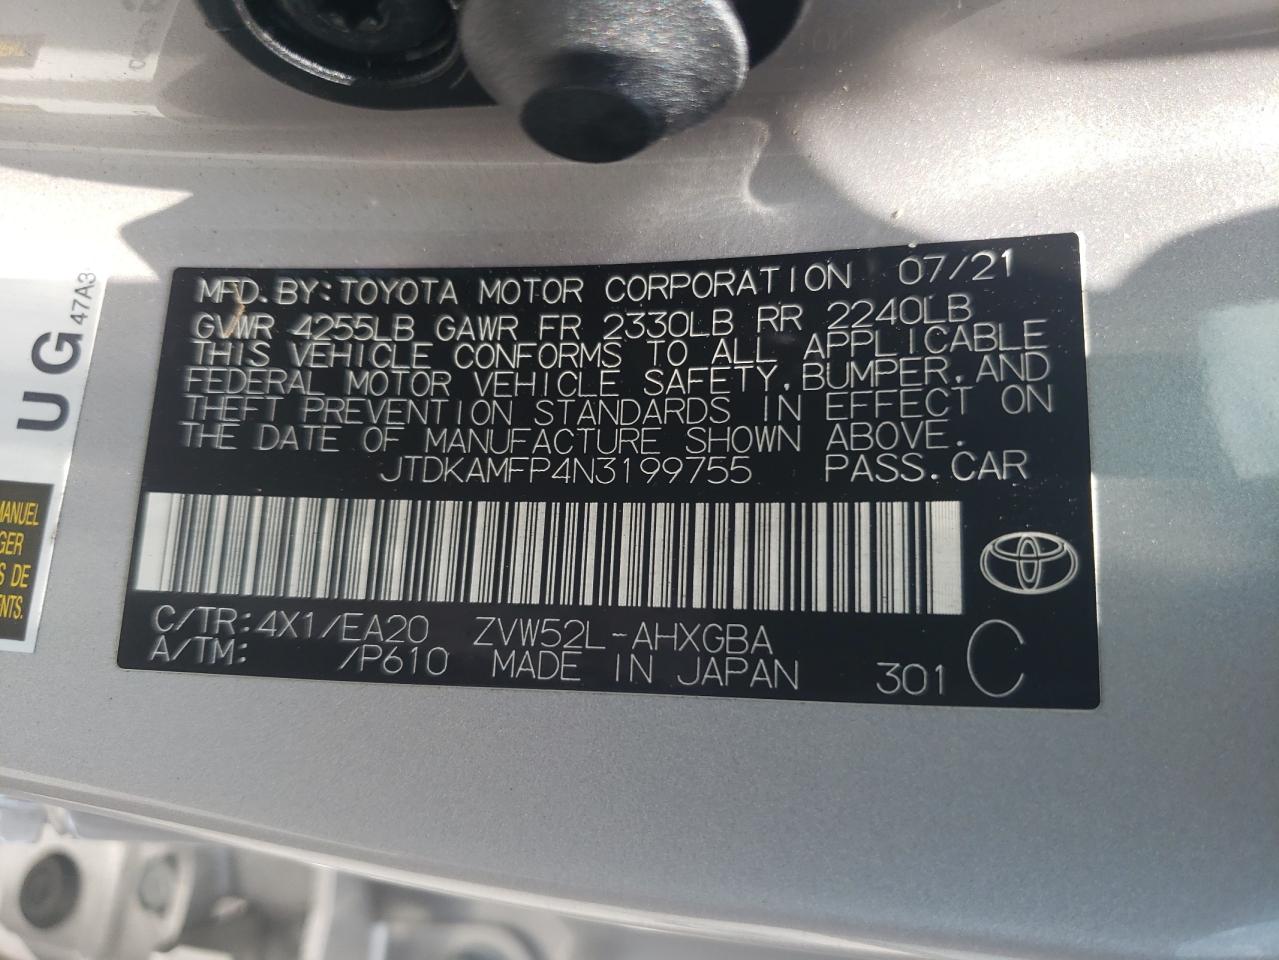 MFD.BY:TOYOTA MOTOR CORPORATION 07/21
GVWR 4255LB GAWR FR 2330LB RR 2240LB
THIS VEHICLE CONFORMS TO ALL APPLICABLE
FEDERAL MOTOR VEHICLE SAFETY,BUMPER,AND
THEFT PREVENTION STANDARDS IN EFFECT ON
THE DATE OF MANUFACTURE SHOWN ABOVE.
JTDKAMFP4N3199755 PASS.CAR
C/TR:4X1/EA20 ZVW52L-AHXGBA
A/TM: /P610 MADE IN JAPAN 301 C
UG 47A3
MANUEL
GER
S DE
ENTS.